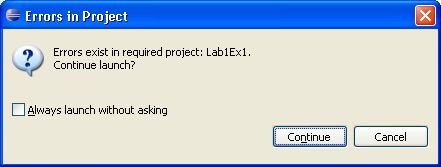 Errors in Project
Errors exist in required project: Lab1Ex1.
Continue launch?
Always launch without asking
Continue
Cancel